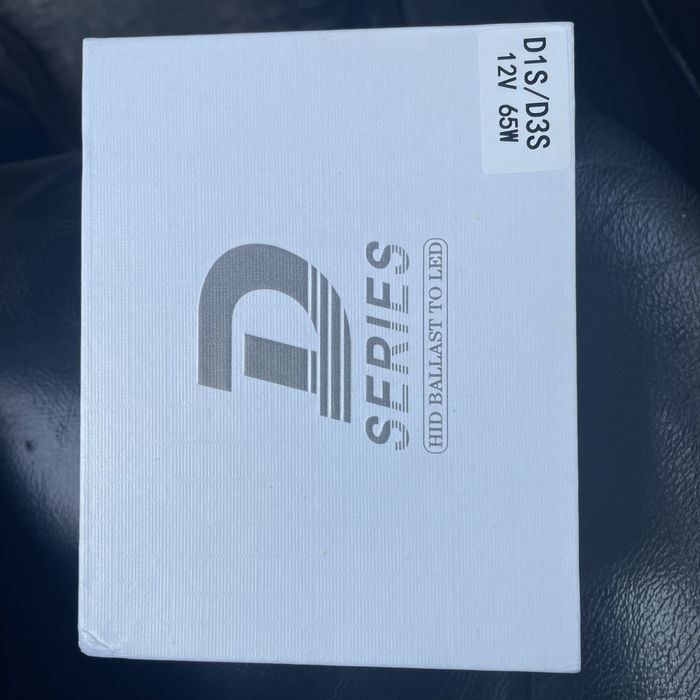 D1S/D3S
12V 65W
D
SERIES
HID BALLAST TO LED